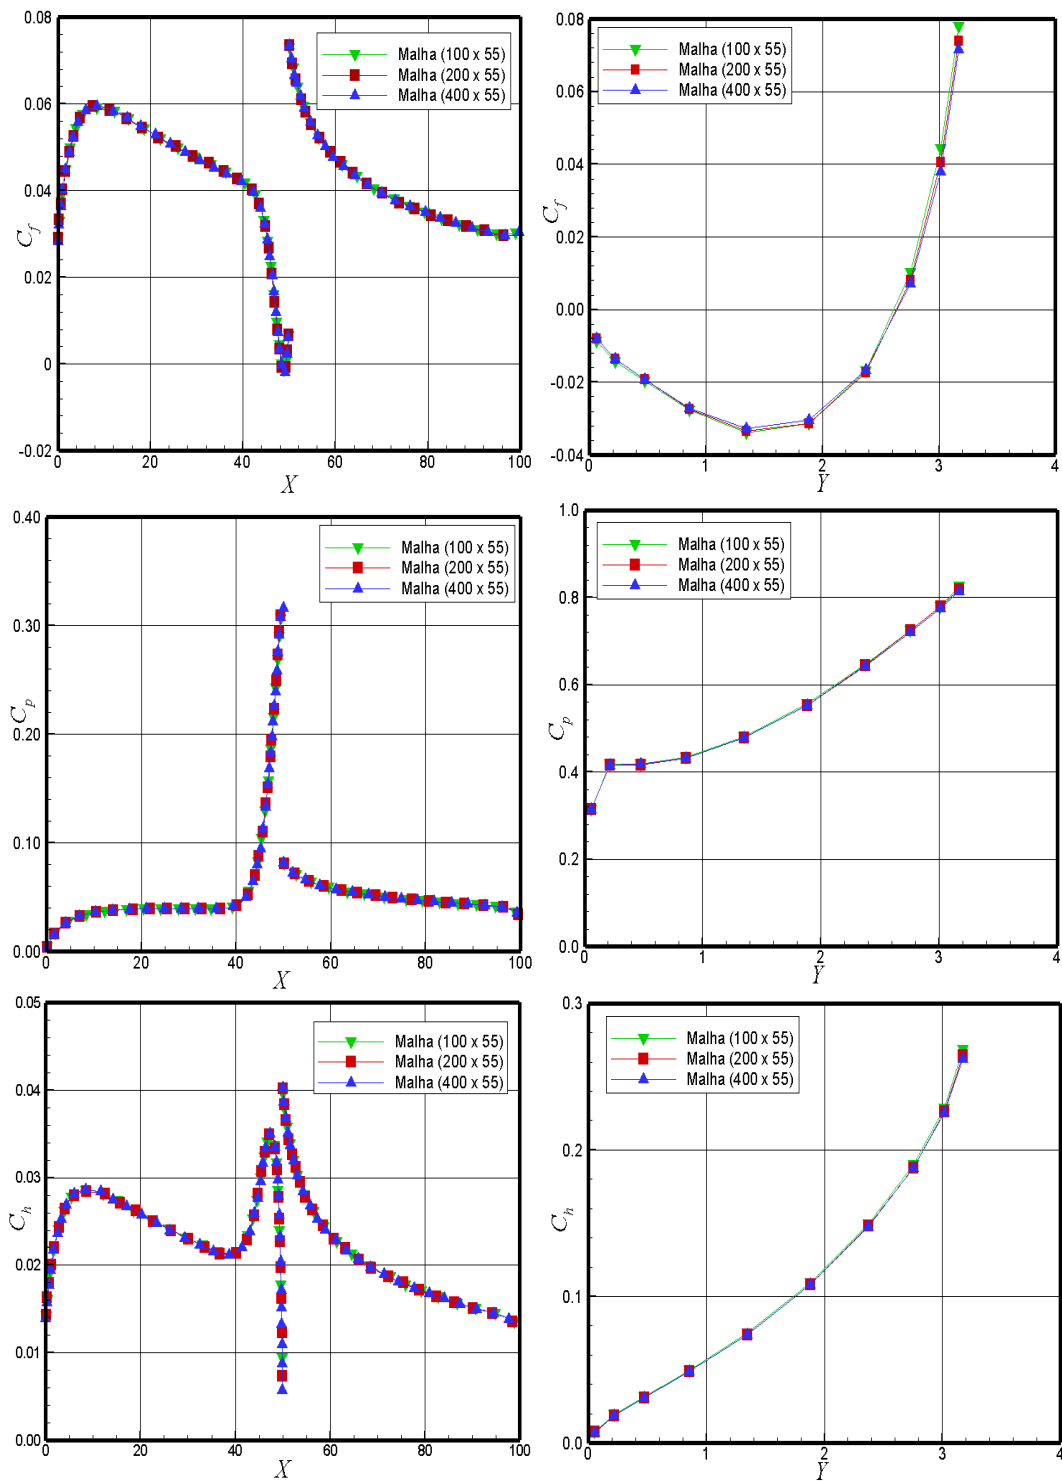 0.08
0.06
0.04
0.02
0
-0.02
C_f
Malha (100 x 55)
Malha (200 x 55)
Malha (400 x 55)
0 20 40 60 80 100
X
0.08
0.06
0.04
0.02
0.00
-0.02
-0.04
C_f
Malha (100 x 55)
Malha (200 x 55)
Malha (400 x 55)
0 1 2 3 4
Y
0.40
0.30
0.20
0.10
0.00
C_p
Malha (100 x 55)
Malha (200 x 55)
Malha (400 x 55)
0 20 40 60 80 100
X
1.0
0.8
0.6
0.4
0.2
0.0
C_p
Malha (100 x 55)
Malha (200 x 55)
Malha (400 x 55)
0 1 2 3 4
Y
0.05
0.04
0.03
0.02
0.01
0.00
C_h
Malha (100 x 55)
Malha (200 x 55)
Malha (400 x 55)
0 20 40 60 80 100
X
0.3
0.2
0.1
0.0
C_h
Malha (100 x 55)
Malha (200 x 55)
Malha (400 x 55)
0 1 2 3 4
Y